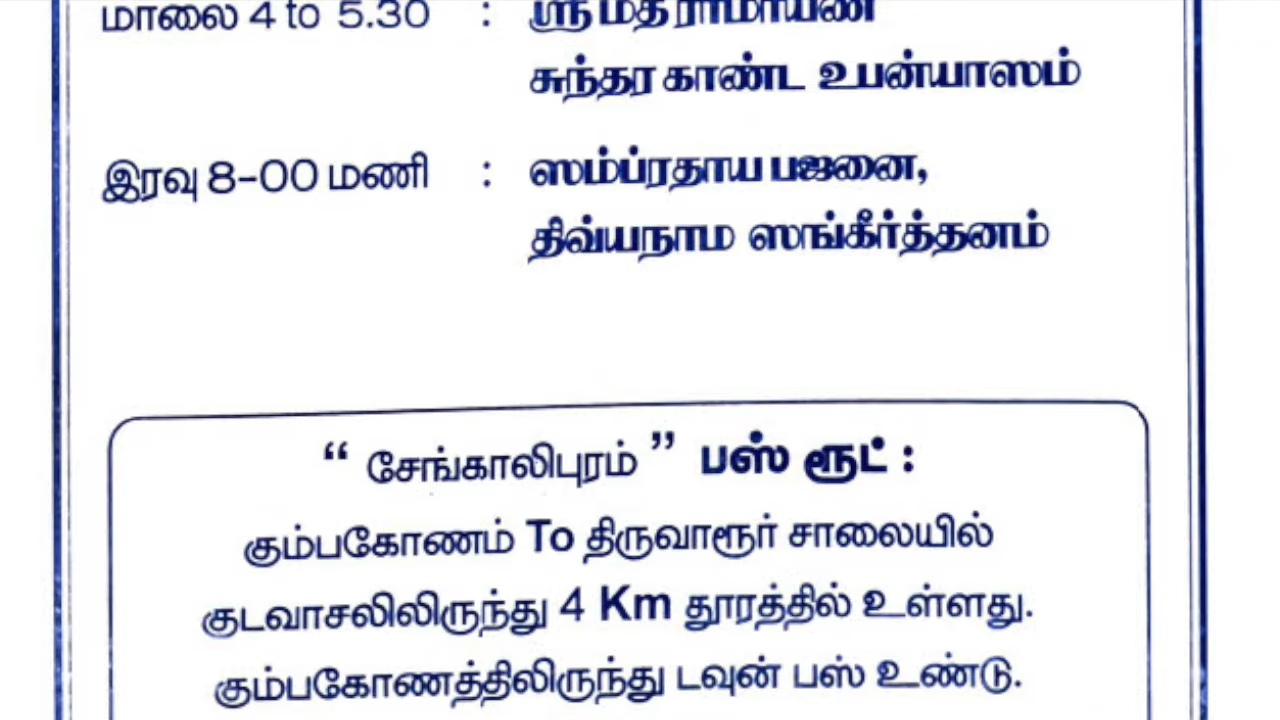 மாலை 4 to 5.30 : ஸ்ரீமத் ராமாயண
சுந்தர காண்ட உபன்யாஸம்
இரவு 8-00 மணி : ஸம்ப்ரதாய பஜனை,
திவ்யநாம ஸங்கீர்த்தனம்
“ சேங்காலிபுரம் ” பஸ் ரூட் :
கும்பகோணம் To திருவாரூர் சாலையில்
குடவாசலிலிருந்து 4 Km தூரத்தில் உள்ளது.
கும்பகோணத்திலிருந்து டவுன் பஸ் உண்டு.